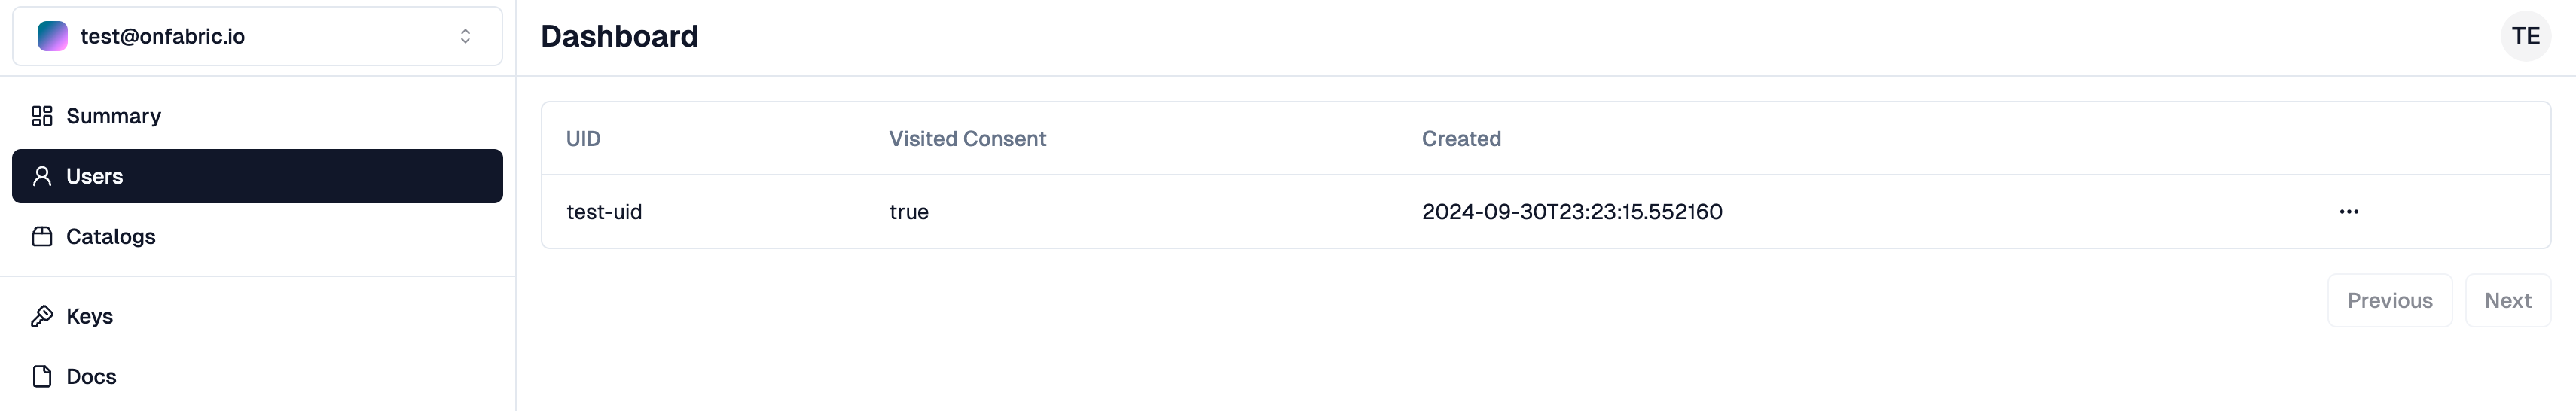 test@onfabric.io
Dashboard
TE
Summary
Users
Catalogs
Keys
Docs
UID Visited Consent Created
test-uid true 2024-09-30T23:23:15.552160 ...
Previous Next